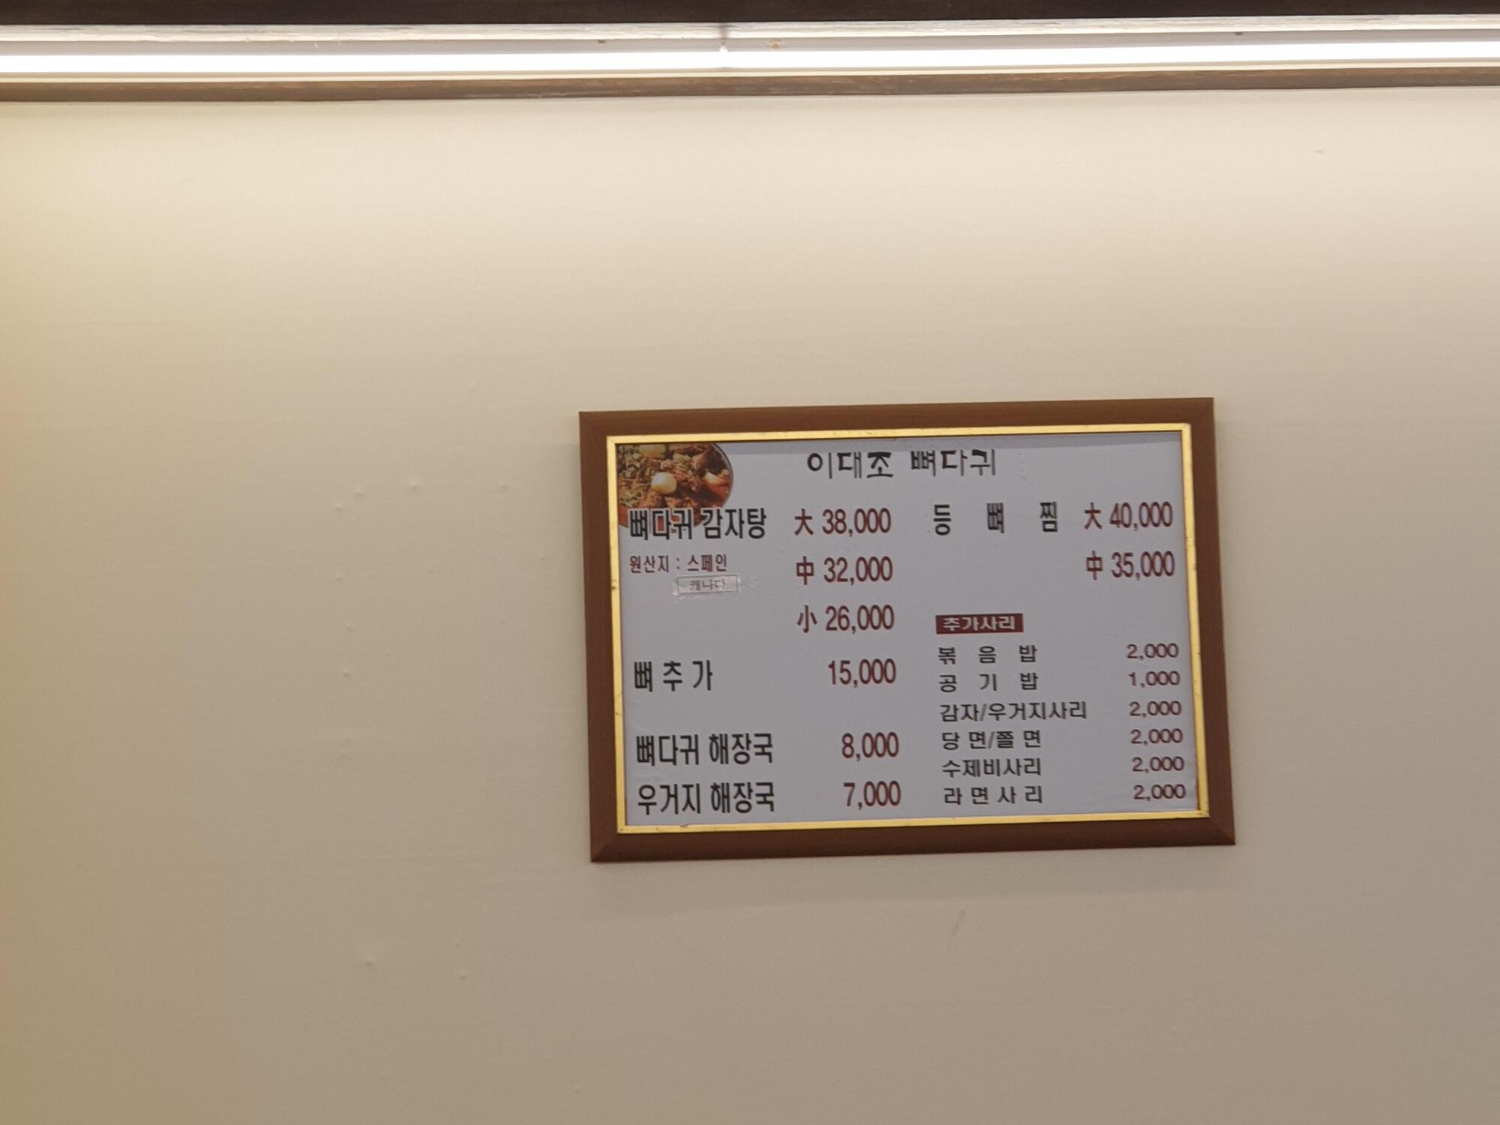 이대조 뼈다귀
뼈다귀 감자탕 大 38,000
원산지 : 스페인
캐나다
中 32,000
小 26,000
뼈 추 가 15,000
뼈다귀 해장국 8,000
우거지 해장국 7,000
등 뼈 찜 大 40,000
中 35,000
추가사리
볶 음 밥 2,000
공 기 밥 1,000
감자/우거지사리 2,000
당 면/쫄 면 2,000
수제비사리 2,000
라 면 사 리 2,000